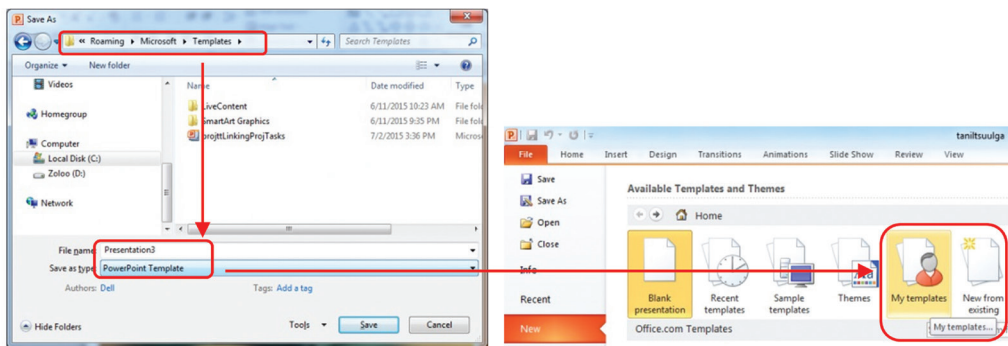 Save As
« Roaming ▸ Microsoft ▸ Templates ▸
Search Templates
Organize ▾ New folder
Videos
Homegroup
Computer
Local Disk (C:)
Zoloo (D:)
Network
Name Date modified Type
LiveContent 6/11/2015 10:23 AM File fol
SmartArt Graphics 6/11/2015 9:35 PM File fol
projttLinkingProjTasks 7/2/2015 3:36 PM Micros
File name: Presentation3
Save as type: PowerPoint Template
Authors: Dell Tags: Add a tag
Hide Folders Tools ▾ Save Cancel
taniltsuulga
File Home Insert Design Transitions Animations Slide Show Review View
Save
Save As
Open
Close
Info
Recent
New
Available Templates and Themes
Home
Blank presentation
Recent templates
Sample templates
Themes
My templates
New from existing
Office.com Templates
My templates...